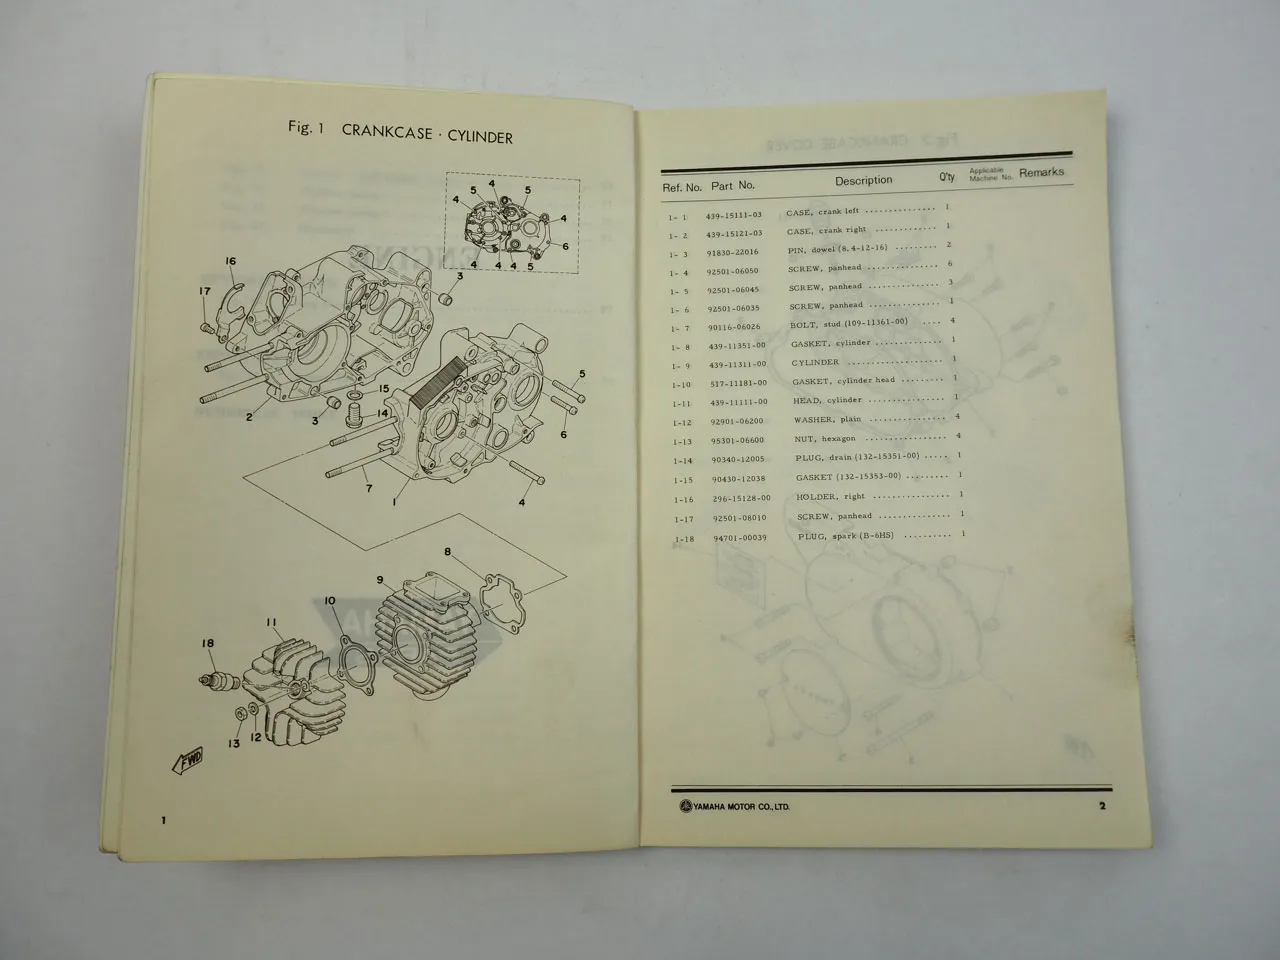 Fig. 1 CRANKCASE · CYLINDER
4
5
5
4
4
6
4
4
4
5
16
17
3
2
3
15
14
5
6
7
1
4
8
9
10
11
18
13
12
FWD
1
Ref. No. Part No. Description Q'ty Applicable Machine No. Remarks
1- 1 439-15111-03 CASE, crank left ............... 1
1- 2 439-15121-03 CASE, crank right ............. 1
1- 3 91830-22016 PIN, dowel (8.4-12-16) ......... 2
1- 4 92501-06050 SCREW, panhead ............... 6
1- 5 92501-06045 SCREW, panhead ............... 3
1- 6 92501-06035 SCREW, panhead ............... 1
1- 7 90116-06026 BOLT, stud (109-11361-00) .... 4
1- 8 439-11351-00 GASKET, cylinder .............. 1
1- 9 439-11311-00 CYLINDER .................... 1
1-10 517-11181-00 GASKET, cylinder head ......... 1
1-11 439-11111-00 HEAD, cylinder ................ 1
1-12 92901-06200 WASHER, plain ................ 4
1-13 95301-06600 NUT, hexagon ................. 4
1-14 90340-12005 PLUG, drain (132-15351-00) ..... 1
1-15 90430-12038 GASKET (132-15353-00) ......... 1
1-16 296-15128-00 HOLDER, right ................ 1
1-17 92501-08010 SCREW, panhead ............... 1
1-18 94701-00039 PLUG, spark (B-6HS) .......... 1
YAMAHA MOTOR CO., LTD.
2